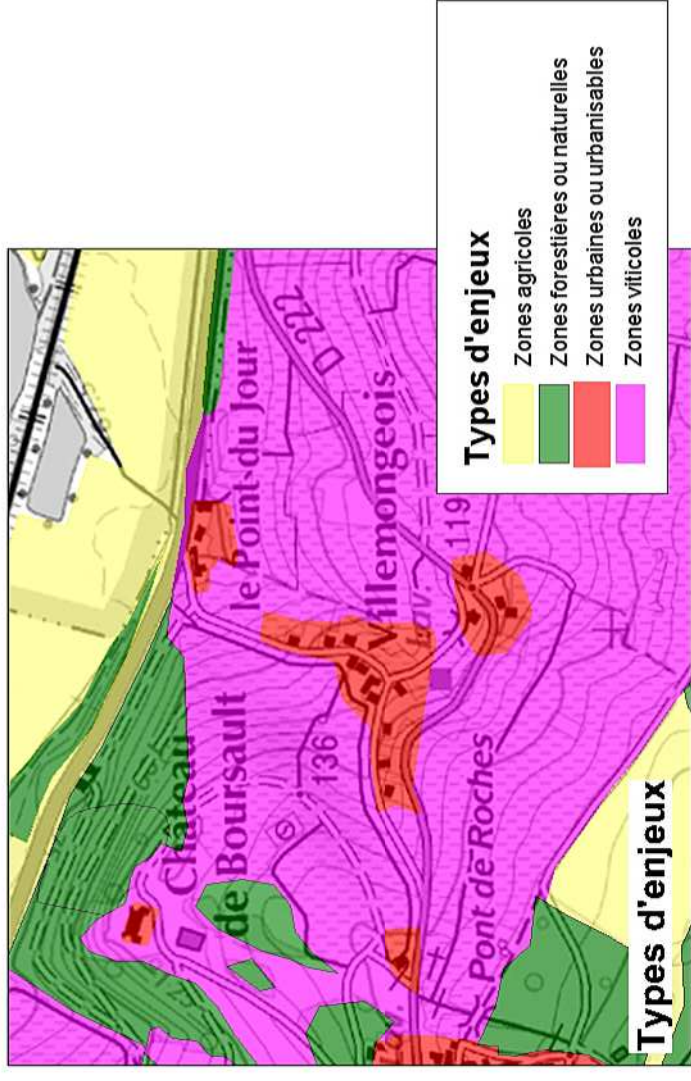 Types d'enjeux
Zones agricoles
Zones forestières ou naturelles
Zones urbaines ou urbanisables
Zones viticoles
Types d'enjeux
Château
de Boursault
le Point du Jour
Villemongeois
D 222
136
119
Pont de Roches